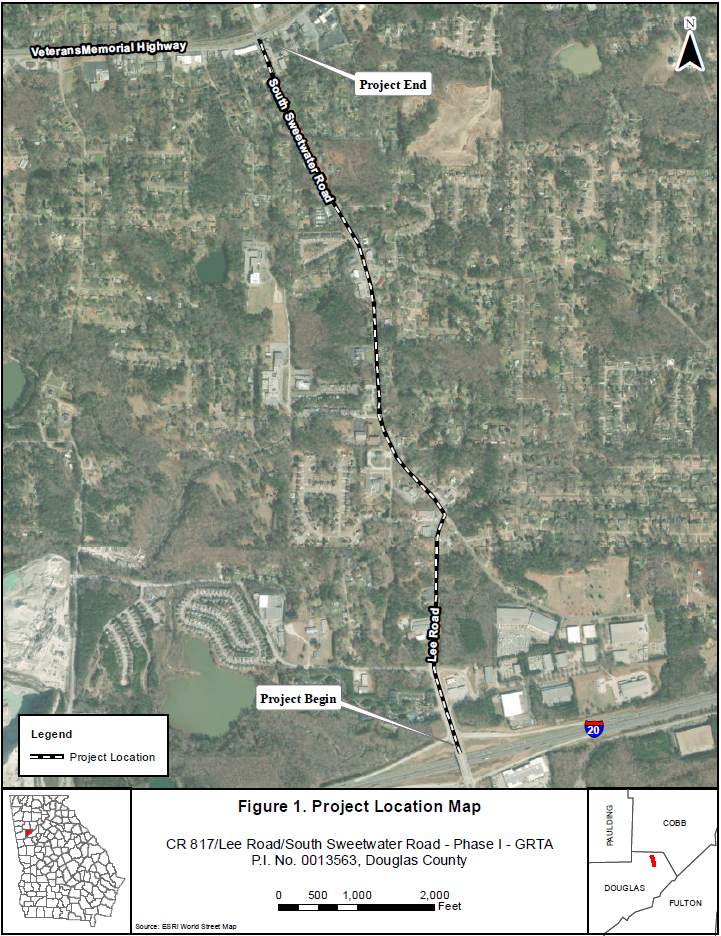 VeteransMemorial Highway
N
Project End
South Sweetwater Road
Lee Road
Project Begin
20
Legend
Project Location
Figure 1. Project Location Map
CR 817/Lee Road/South Sweetwater Road - Phase I - GRTA
P.I. No. 0013563, Douglas County
0 500 1,000 2,000
Feet
Source: ESRI World Street Map
PAULDING
COBB
DOUGLAS
FULTON